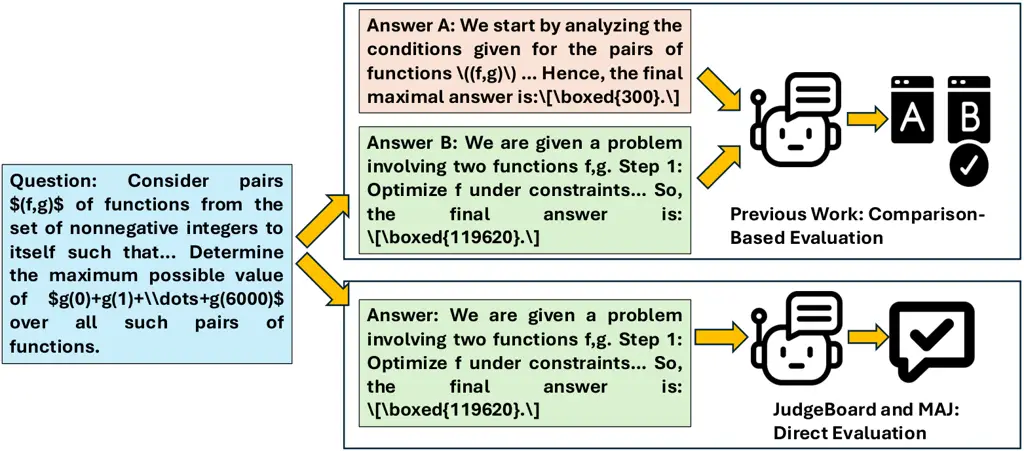 Question: Consider pairs
$(f,g)$ of functions from the
set of nonnegative integers to
itself such that... Determine
the maximum possible value
of $g(0)+g(1)+\\dots+g(6000)$
over all such pairs of
functions.
Answer A: We start by analyzing the
conditions given for the pairs of
functions \((f,g)\) ... Hence, the final
maximal answer is:\[\boxed{300}.\]
Answer B: We are given a problem
involving two functions f,g. Step 1:
Optimize f under constraints... So,
the final answer is:
\[\boxed{119620}.\]
A
B
Previous Work: Comparison-
Based Evaluation
Answer: We are given a problem
involving two functions f,g. Step 1:
Optimize f under constraints... So,
the final answer is:
\[\boxed{119620}.\]
JudgeBoard and MAJ:
Direct Evaluation